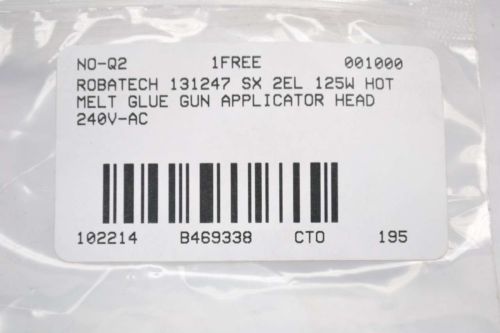 NO-Q2 1FREE 001000
ROBATECH 131247 SX 2EL 125W HOT
MELT GLUE GUN APPLICATOR HEAD
240V-AC
102214 B469338 CTO 195